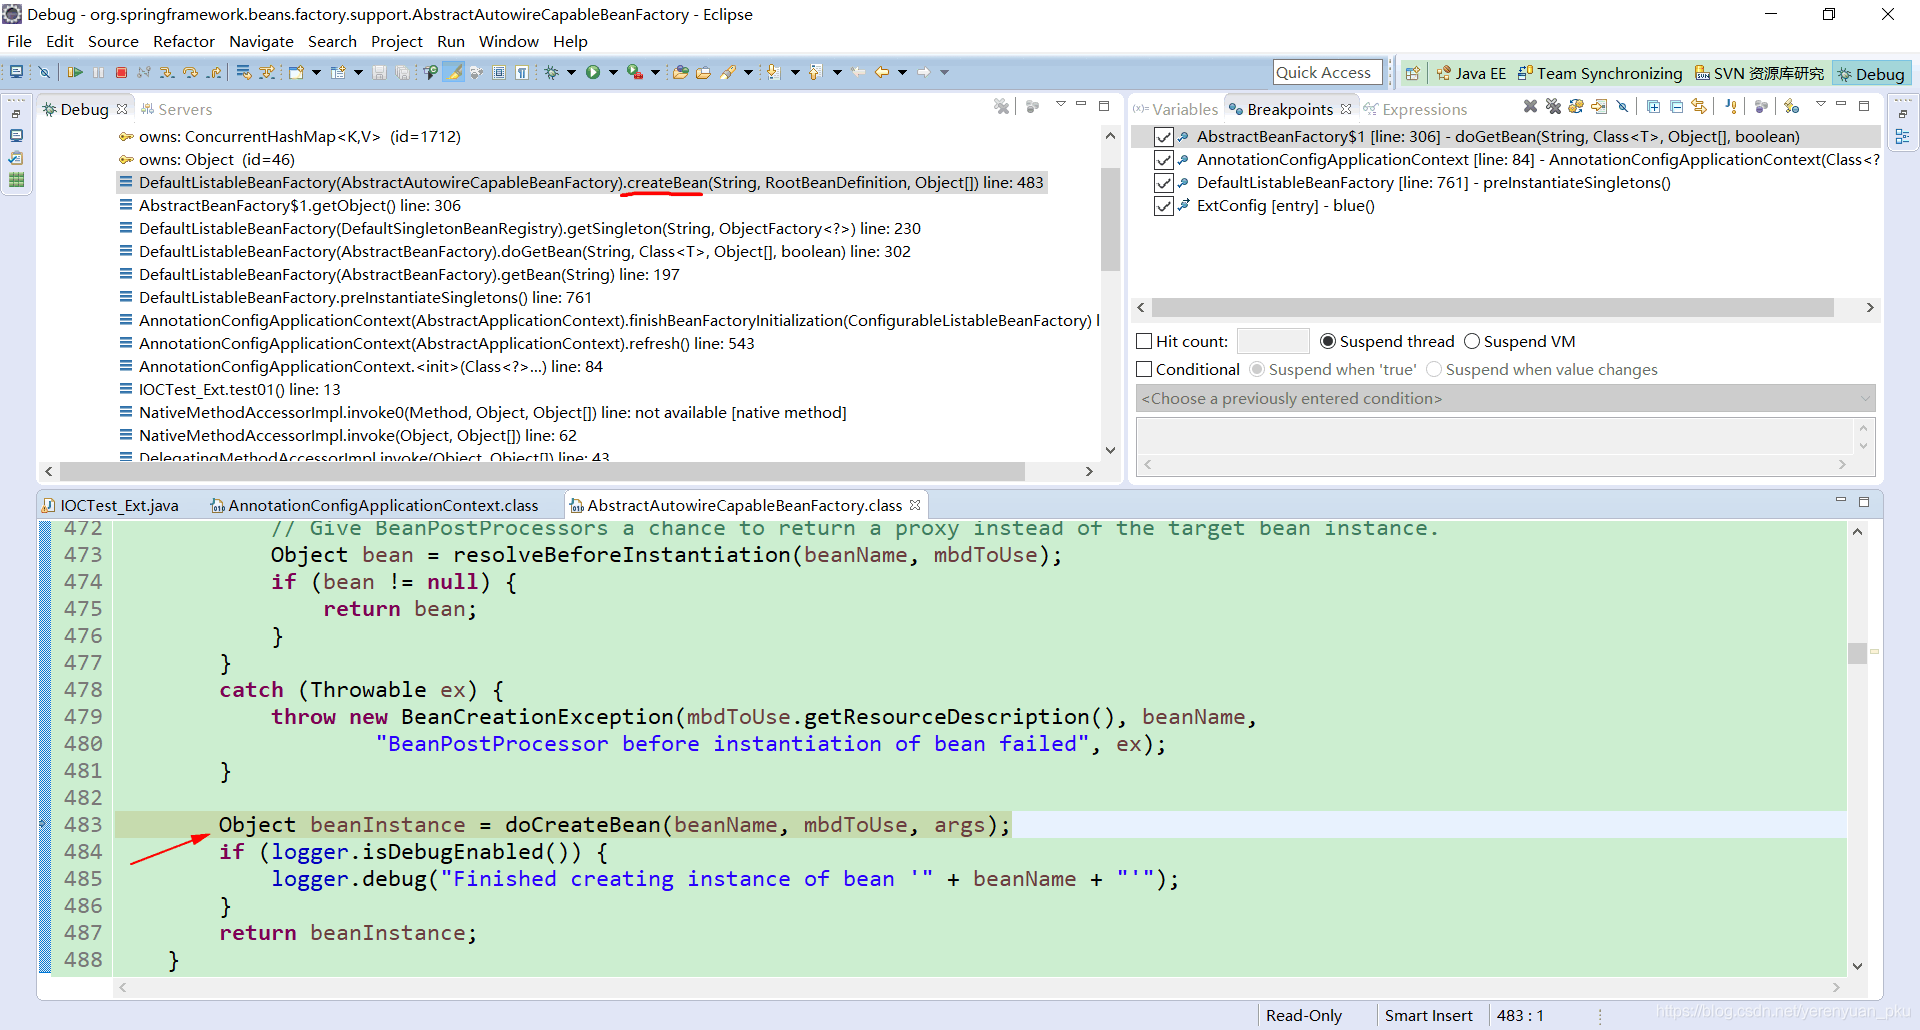 Debug - org.springframework.beans.factory.support.AbstractAutowireCapableBeanFactory - Eclipse
File Edit Source Refactor Navigate Search Project Run Window Help
Quick Access
Java EE
Team Synchronizing
SVN 资源库研究
Debug
Debug
Servers
owns: ConcurrentHashMap<K,V> (id=1712)
owns: Object (id=46)
DefaultListableBeanFactory(AbstractAutowireCapableBeanFactory).createBean(String, RootBeanDefinition, Object[]) line: 483
AbstractBeanFactory$1.getObject() line: 306
DefaultListableBeanFactory(DefaultSingletonBeanRegistry).getSingleton(String, ObjectFactory<?>) line: 230
DefaultListableBeanFactory(AbstractBeanFactory).doGetBean(String, Class<T>, Object[], boolean) line: 302
DefaultListableBeanFactory(AbstractBeanFactory).getBean(String) line: 197
DefaultListableBeanFactory.preInstantiateSingletons() line: 761
AnnotationConfigApplicationContext(AbstractApplicationContext).finishBeanFactoryInitialization(ConfigurableListableBeanFactory) l
AnnotationConfigApplicationContext(AbstractApplicationContext).refresh() line: 543
AnnotationConfigApplicationContext.<init>(Class<?>...) line: 84
IOCTest_Ext.test01() line: 13
NativeMethodAccessorImpl.invoke0(Method, Object, Object[]) line: not available [native method]
NativeMethodAccessorImpl.invoke(Object, Object[]) line: 62
DelegatingMethodAccessorImpl.invoke(Object, Object[]) line: 43
(x)= Variables
Breakpoints
Expressions
AbstractBeanFactory$1 [line: 306] - doGetBean(String, Class<T>, Object[], boolean)
AnnotationConfigApplicationContext [line: 84] - AnnotationConfigApplicationContext(Class<?
DefaultListableBeanFactory [line: 761] - preInstantiateSingletons()
ExtConfig [entry] - blue()
Hit count:
Suspend thread
Suspend VM
Conditional
Suspend when 'true'
Suspend when value changes
<Choose a previously entered condition>
IOCTest_Ext.java
AnnotationConfigApplicationContext.class
AbstractAutowireCapableBeanFactory.class
472 // Give BeanPostProcessors a chance to return a proxy instead of the target bean instance.
473 Object bean = resolveBeforeInstantiation(beanName, mbdToUse);
474 if (bean != null) {
475 return bean;
476 }
477 }
478 catch (Throwable ex) {
479 throw new BeanCreationException(mbdToUse.getResourceDescription(), beanName,
480 "BeanPostProcessor before instantiation of bean failed", ex);
481 }
482
483 Object beanInstance = doCreateBean(beanName, mbdToUse, args);
484 if (logger.isDebugEnabled()) {
485 logger.debug("Finished creating instance of bean '" + beanName + "'");
486 }
487 return beanInstance;
488 }
Read-Only
Smart Insert
483 : 1
https://blog.csdn.net/yerenyuan_pku